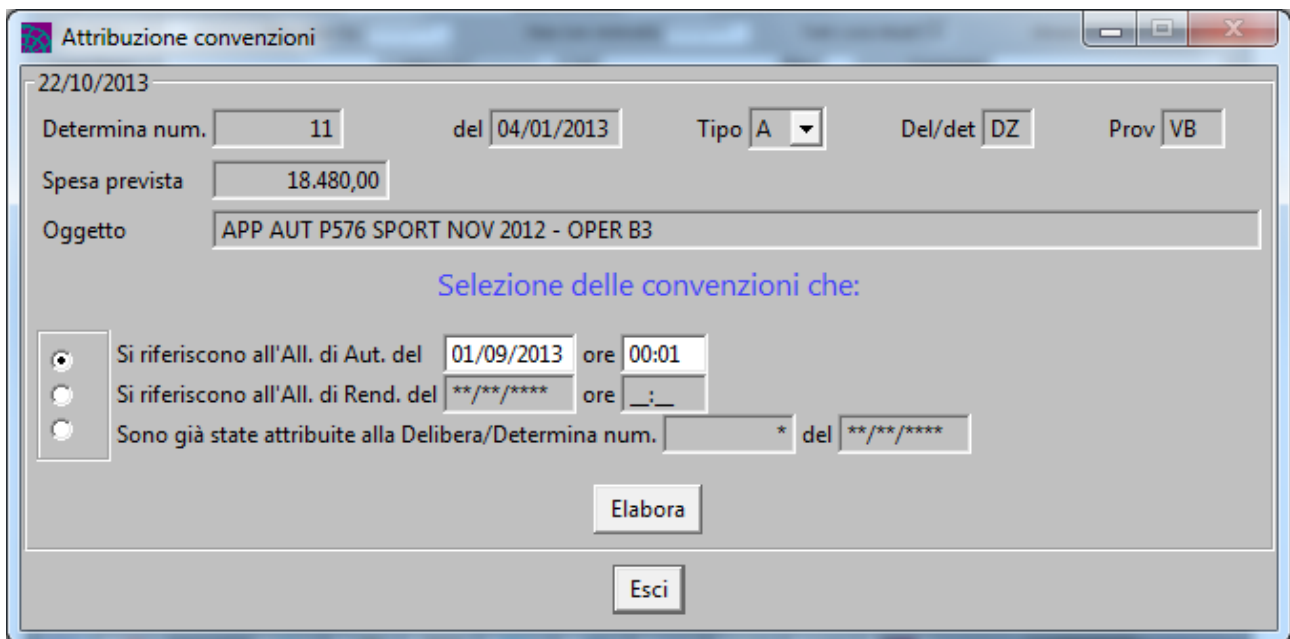 Attribuzione convenzioni
22/10/2013
Determina num. 11 del 04/01/2013 Tipo A Del/det DZ Prov VB
Spesa prevista 18.480,00
Oggetto APP AUT P576 SPORT NOV 2012 - OPER B3
Selezione delle convenzioni che:
Si riferiscono all'All. di Aut. del 01/09/2013 ore 00:01
Si riferiscono all'All. di Rend. del **/**/**** ore __:__
Sono già state attribuite alla Delibera/Determina num. * del **/**/****
Elabora
Esci